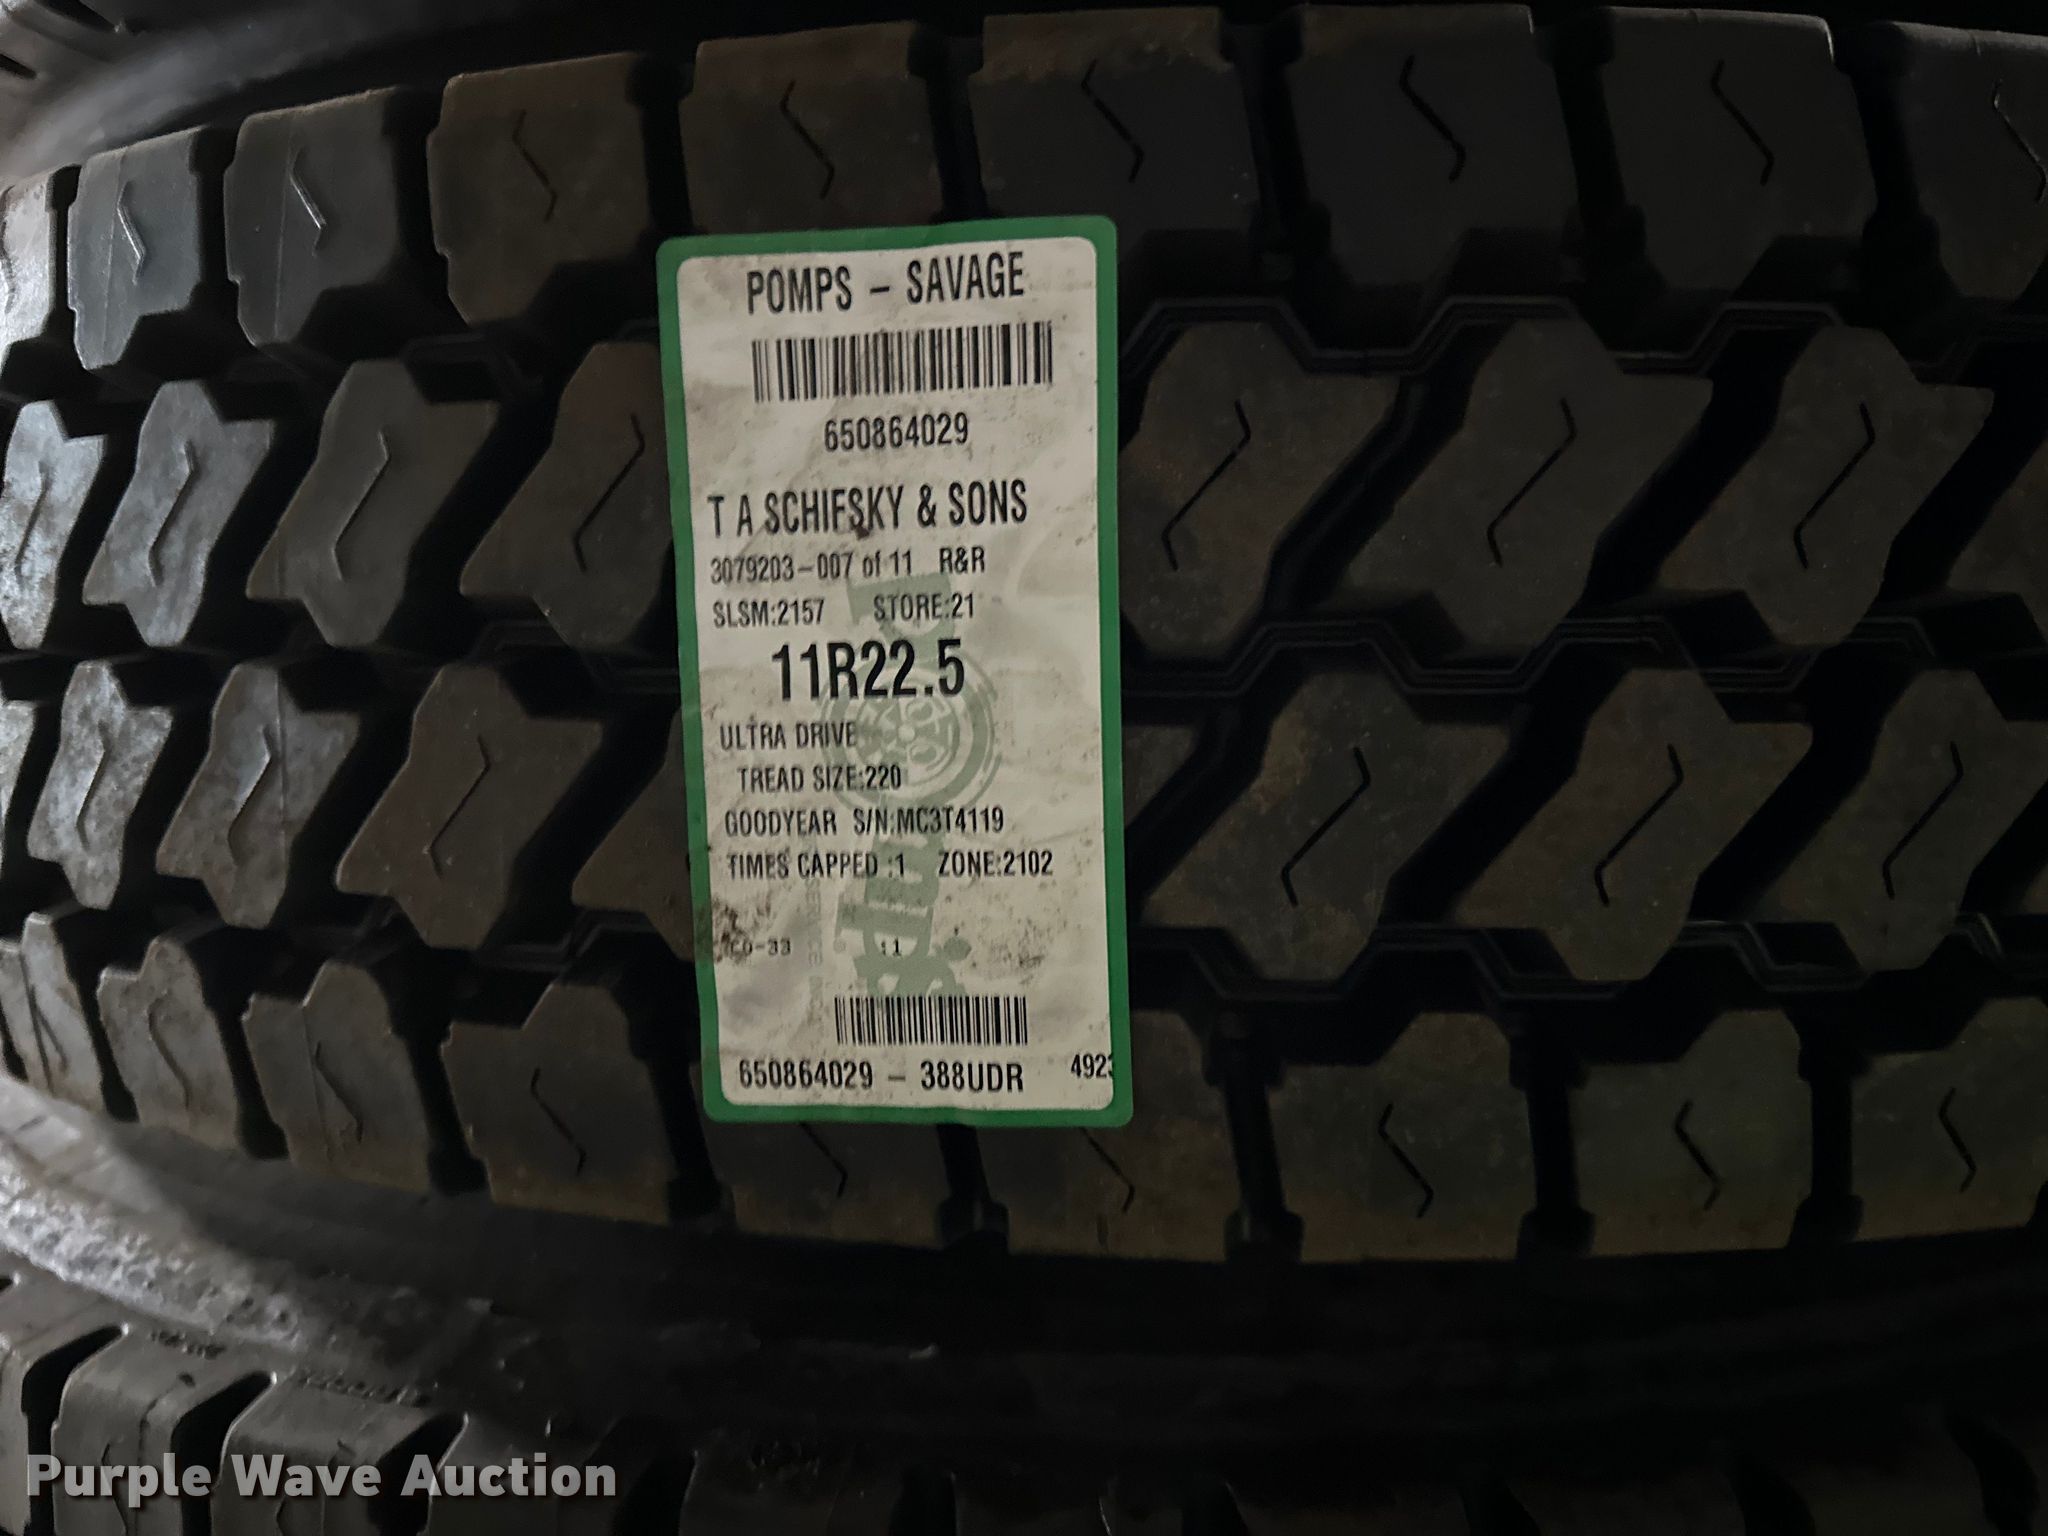 POMPS - SAVAGE
650864029
T A SCHIFSKY & SONS
3079203-007 of 11 R&R
SLSM:2157 STORE:21
11R22.5
ULTRA DRIVE
TREAD SIZE:220
GOODYEAR S/N:MC3T4119
TIMES CAPPED :1 ZONE:2102
:1
650864029 - 388UDR 4923
Purple Wave Auction